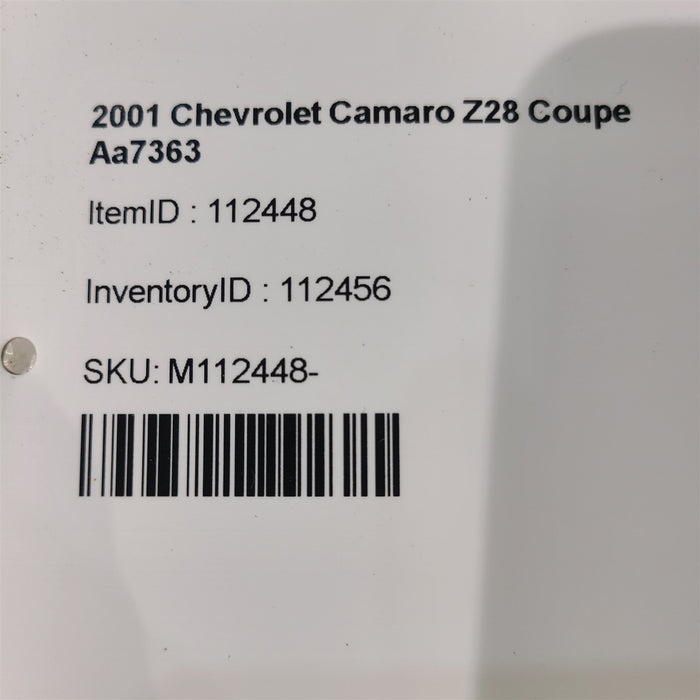 2001 Chevrolet Camaro Z28 Coupe
Aa7363
ItemID : 112448
InventoryID : 112456
SKU: M112448-